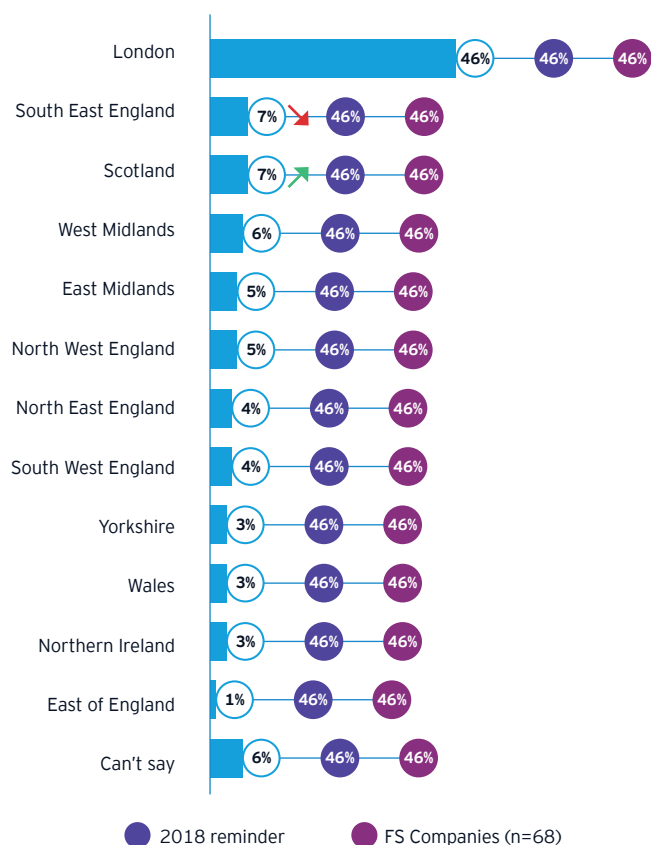 London 46% 46% 46%
South East England 7% 46% 46%
Scotland 7% 46% 46%
West Midlands 6% 46% 46%
East Midlands 5% 46% 46%
North West England 5% 46% 46%
North East England 4% 46% 46%
South West England 4% 46% 46%
Yorkshire 3% 46% 46%
Wales 3% 46% 46%
Northern Ireland 3% 46% 46%
East of England 1% 46% 46%
Can't say 6% 46% 46%
2018 reminder FS Companies (n=68)